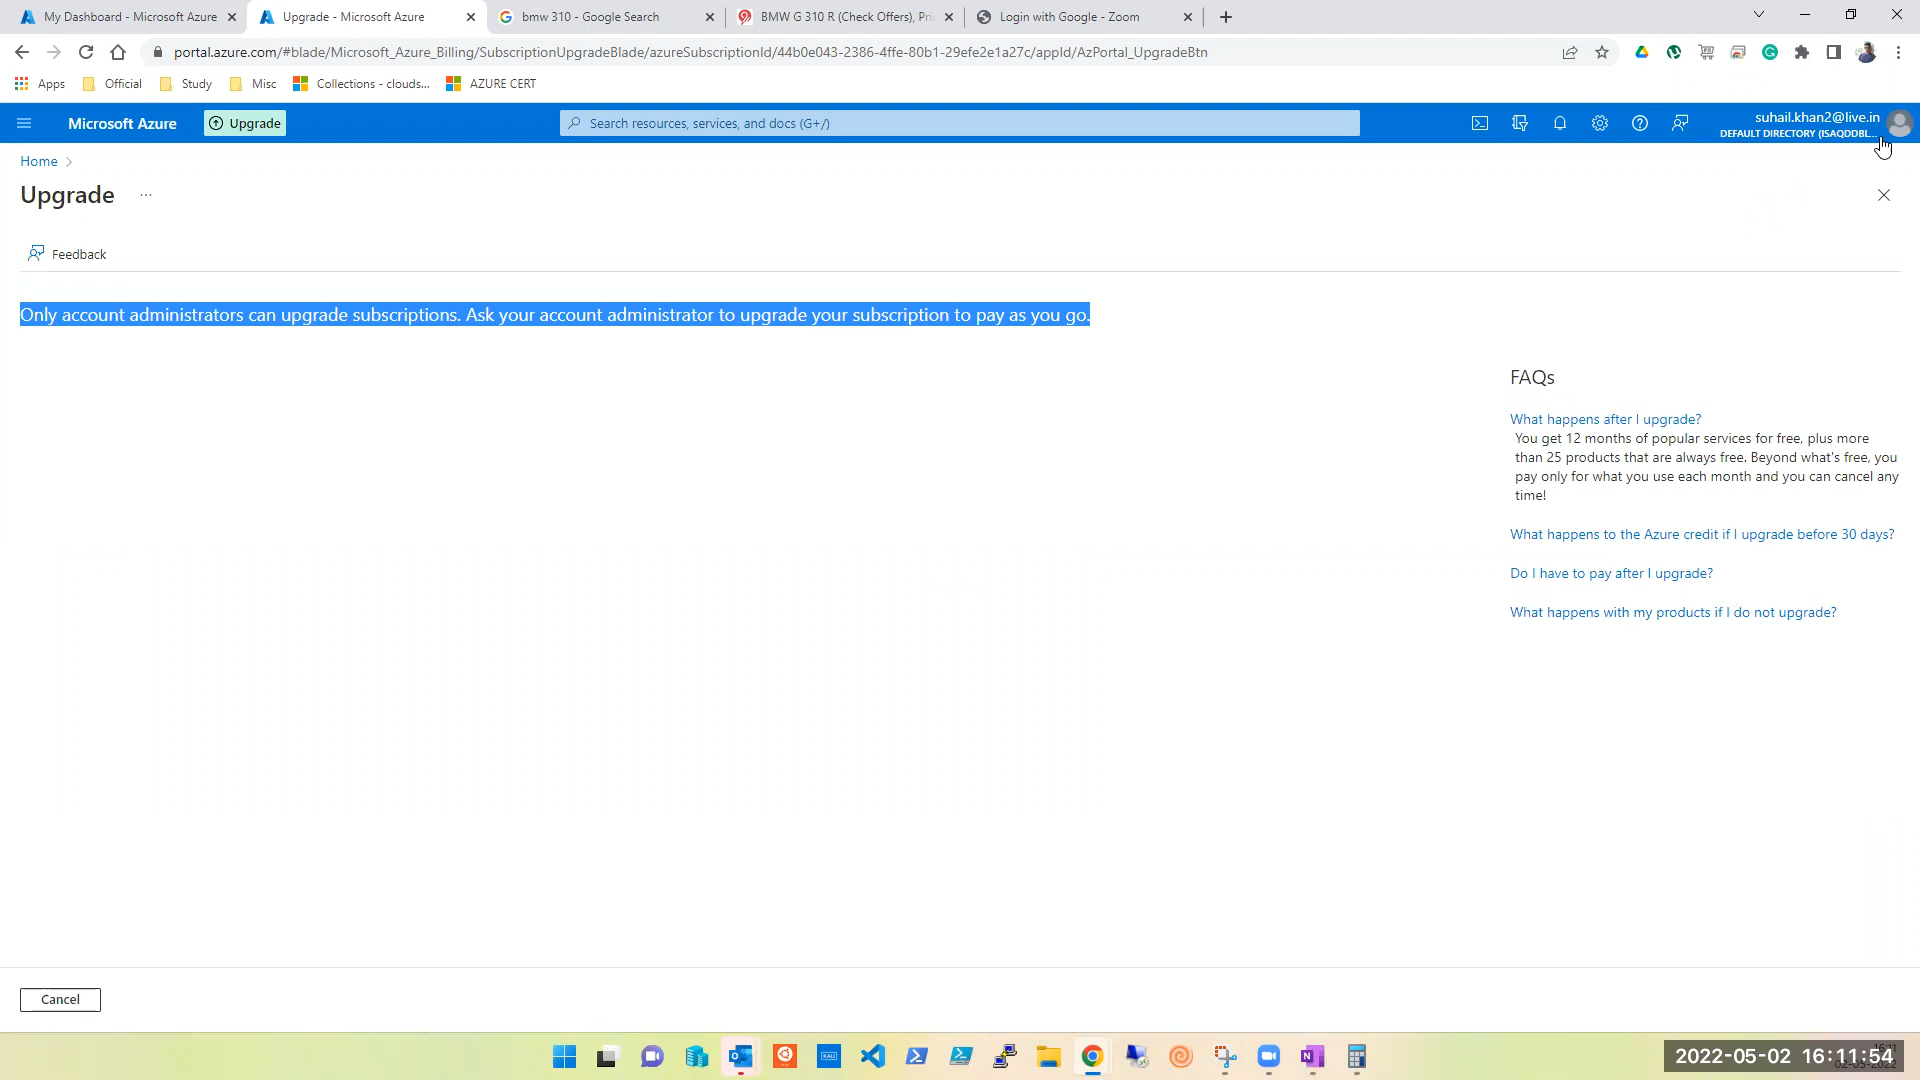 My Dashboard - Microsoft Azure
Upgrade - Microsoft Azure
bmw 310 - Google Search
BMW G 310 R (Check Offers), Pri
Login with Google - Zoom
portal.azure.com/#blade/Microsoft_Azure_Billing/SubscriptionUpgradeBlade/azureSubscriptionId/44b0e043-2386-4ffe-80b1-29efe2e1a27c/appId/AzPortal_UpgradeBtn
Apps
Official
Study
Misc
Collections - clouds...
AZURE CERT
Microsoft Azure
Upgrade
Search resources, services, and docs (G+/)
suhail.khan2@live.in
DEFAULT DIRECTORY (ISAQDDBL...
Home
Upgrade
...
Feedback
Only account administrators can upgrade subscriptions. Ask your account administrator to upgrade your subscription to pay as you go.
FAQs
What happens after I upgrade?
You get 12 months of popular services for free, plus more
than 25 products that are always free. Beyond what's free, you
pay only for what you use each month and you can cancel any
time!
What happens to the Azure credit if I upgrade before 30 days?
Do I have to pay after I upgrade?
What happens with my products if I do not upgrade?
Cancel
2022-05-02 16:11:54